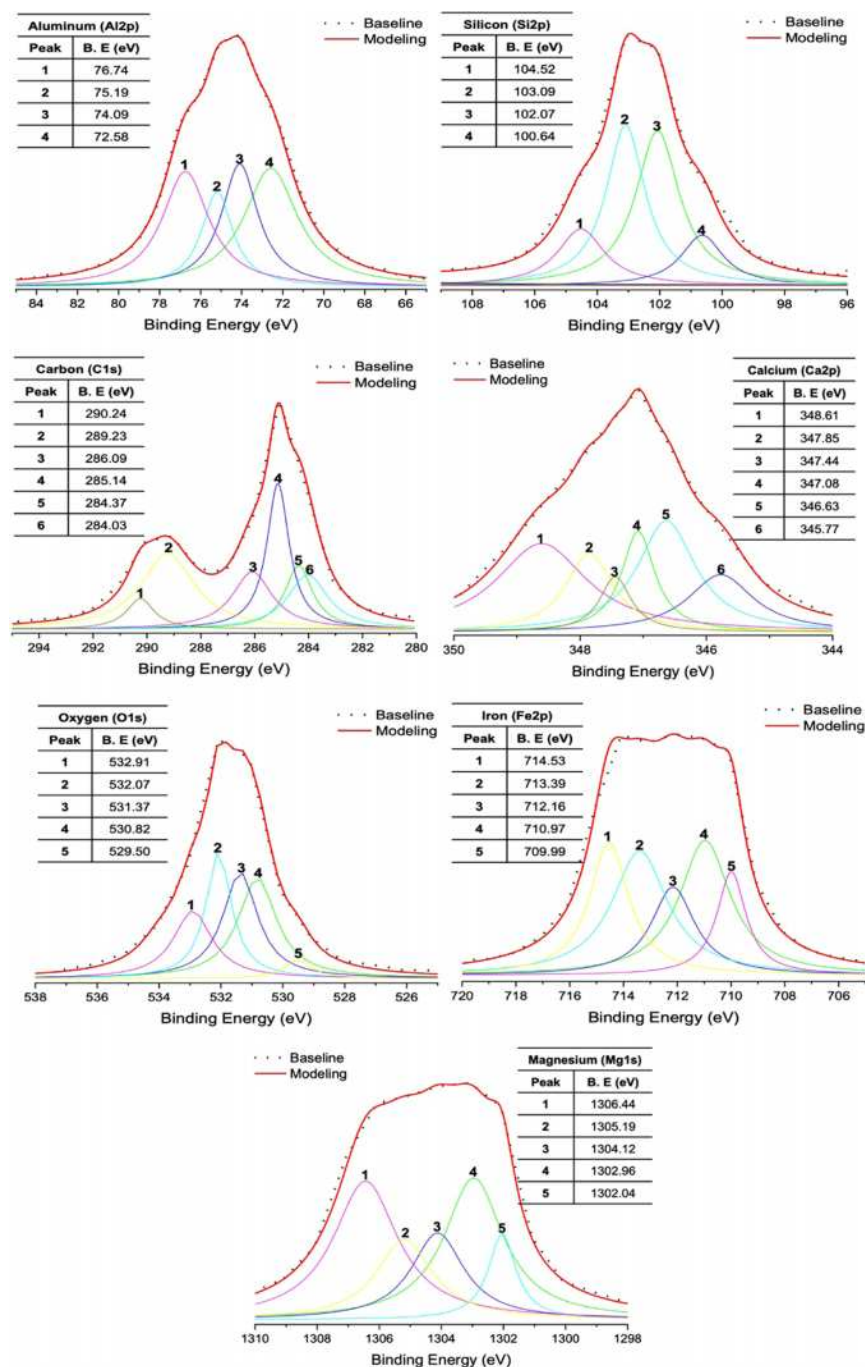 Aluminum (Al2p)
Peak B. E (eV)
1 76.74
2 75.19
3 74.09
4 72.58
Baseline
Modeling
1 2 3 4
84 81 78 75 72 69 66
Binding Energy (eV)
Silicon (Si2p)
Peak B. E (eV)
1 104.52
2 103.09
3 102.07
4 100.64
Baseline
Modeling
1 2 3 4
108 106 104 102 100 98 96
Binding Energy (eV)
Carbon (C1s)
Peak B. E (eV)
1 290.24
2 289.23
3 286.09
4 285.14
5 284.37
6 284.03
Baseline
Modeling
1 2 3 4 5 6
294 292 290 288 286 284 282 280
Binding Energy (eV)
Baseline
Modeling
Calcium (Ca2p)
Peak B. E (eV)
1 348.61
2 347.85
3 347.44
4 347.08
5 346.63
6 345.77
1 2 3 4 5 6
350 348 346 344
Binding Energy (eV)
Oxygen (O1s)
Peak B. E (eV)
1 532.91
2 532.07
3 531.37
4 530.82
5 529.50
Baseline
Modeling
1 2 3 4 5
538 536 534 532 530 528 526
Binding Energy (eV)
Iron (Fe2p)
Peak B. E (eV)
1 714.53
2 713.39
3 712.16
4 710.97
5 709.99
Baseline
Modeling
1 2 3 4 5
720 718 716 714 712 710 708 706
Binding Energy (eV)
Baseline
Modeling
Magnesium (Mg1s)
Peak B. E (eV)
1 1306.44
2 1305.19
3 1304.12
4 1302.96
5 1302.04
1 2 3 4 5
1310 1308 1306 1304 1302 1300 1298
Binding Energy (eV)